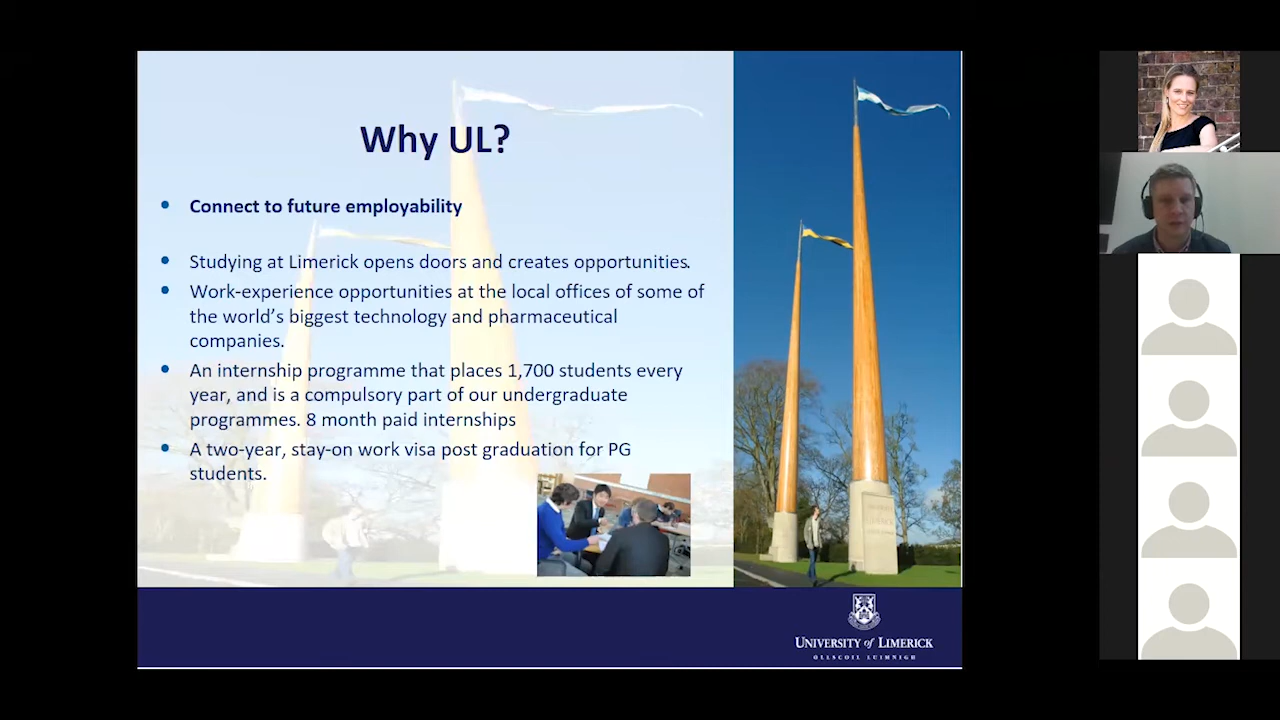 Why UL?
Connect to future employability
Studying at Limerick opens doors and creates opportunities.
Work-experience opportunities at the local offices of some of
the world's biggest technology and pharmaceutical
companies.
An internship programme that places 1,700 students every
year, and is a compulsory part of our undergraduate
programmes. 8 month paid internships
A two-year, stay-on work visa post graduation for PG
students.
UNIVERSITY of LIMERICK
OLLSCOIL LUIMNIGH